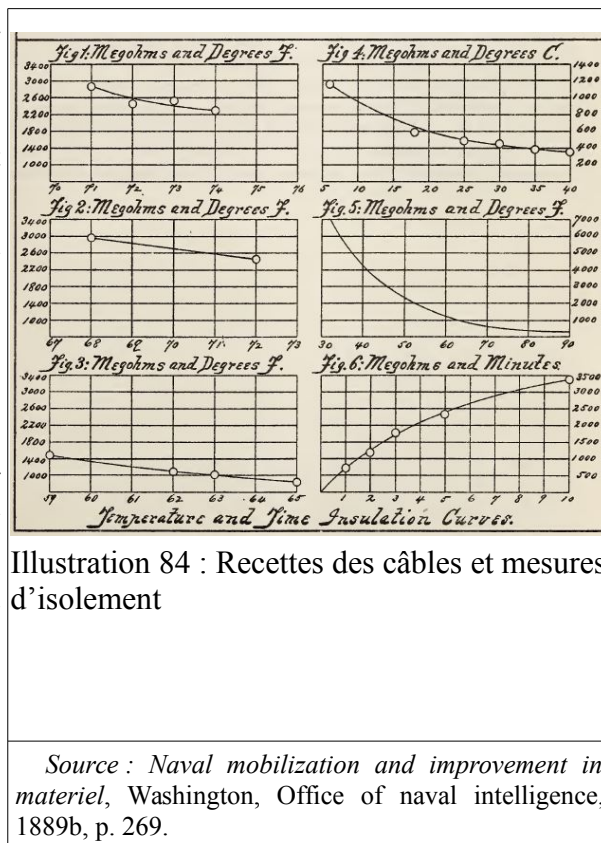 Fig 1: Megohms and Degrees F.
3400
3000
2600
2200
1800
1400
1000
70 71 72 73 74 75 76
Fig 4: Megohms and Degrees C.
1400
1200
1000
800
600
400
200
5 10 15 20 25 30 35 40
Fig 2: Megohms and Degrees F.
3400
3000
2600
2200
1800
1400
1000
67 68 69 70 71 72 73
Fig. 5: Megohms and Degrees F.
7000
6000
5000
4000
3000
2000
1000
30 40 50 60 70 80 90
Fig. 3: Megohms and Degrees F.
3400
3000
2600
2200
1800
1400
1000
59 60 61 62 63 64 65
Fig. 6: Megohms and Minutes.
3500
3000
2500
2000
1500
1000
500
1 2 3 4 5 6 7 8 9 10
Temperature and Time Insulation Curves.
Illustration 84 : Recettes des câbles et mesures
d'isolement
Source : Naval mobilization and improvement in
materiel, Washington, Office of naval intelligence,
1889b, p. 269.